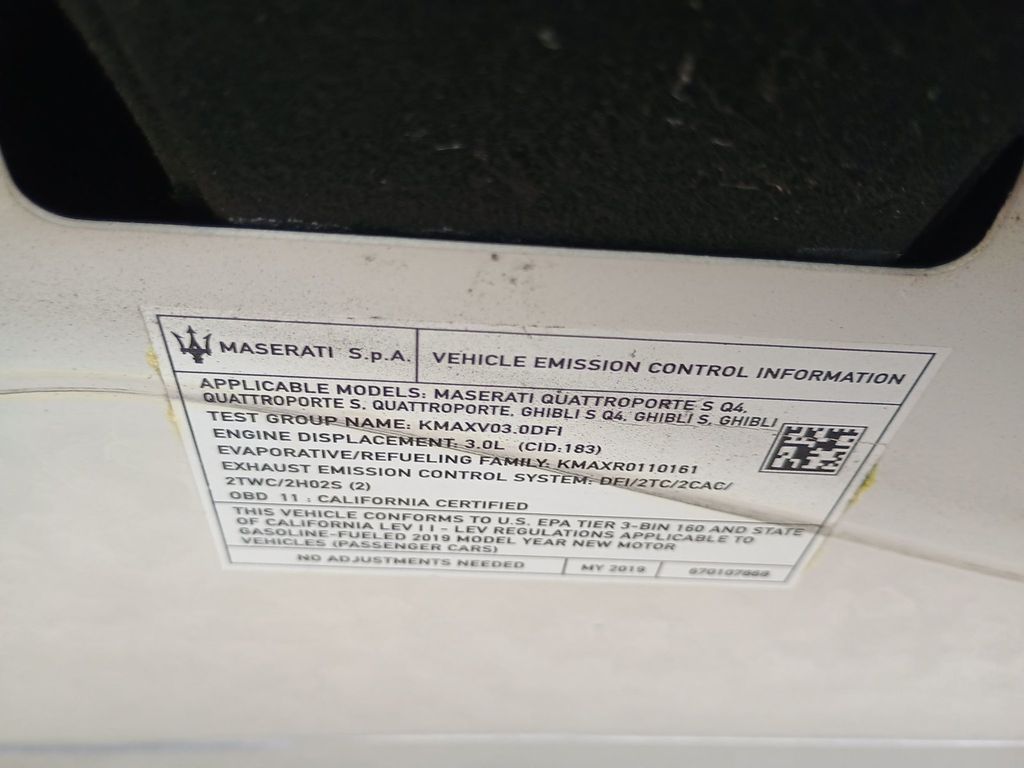 MASERATI S.p.A.
VEHICLE EMISSION CONTROL INFORMATION
APPLICABLE MODELS: MASERATI QUATTROPORTE S Q4,
QUATTROPORTE S, QUATTROPORTE, GHIBLI S Q4, GHIBLI S, GHIBLI
TEST GROUP NAME: KMAXV03.0DFI
ENGINE DISPLACEMENT: 3.0L (CID:183)
EVAPORATIVE/REFUELING FAMILY: KMAXR0110161
EXHAUST EMISSION CONTROL SYSTEM: DFI/2TC/2CAC/
2TWC/2H02S (2)
OBD 11 : CALIFORNIA CERTIFIED
THIS VEHICLE CONFORMS TO U.S. EPA TIER 3-BIN 160 AND STATE
OF CALIFORNIA LEV III - LEV REGULATIONS APPLICABLE TO
GASOLINE-FUELED 2019 MODEL YEAR NEW MOTOR
VEHICLES (PASSENGER CARS)
NO ADJUSTMENTS NEEDED
MY 2019